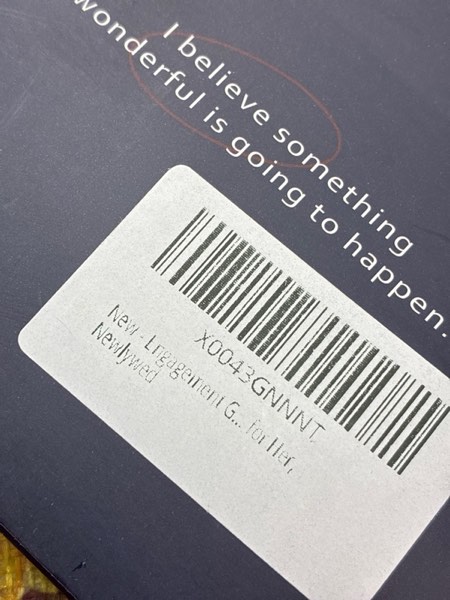 I believe something
wonderful is going to happen.
X0043GNNNT
New - Engagement G... for Her,
Newlywed